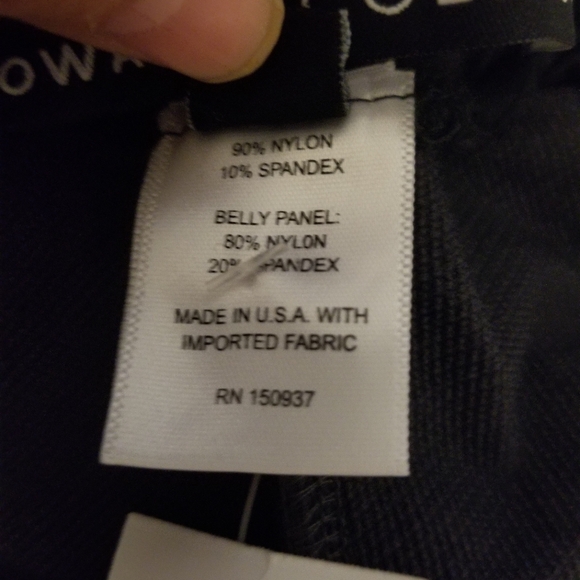 90% NYLON
10% SPANDEX
BELLY PANEL:
80% NYLON
20% SPANDEX
MADE IN U.S.A. WITH
IMPORTED FABRIC
RN 150937